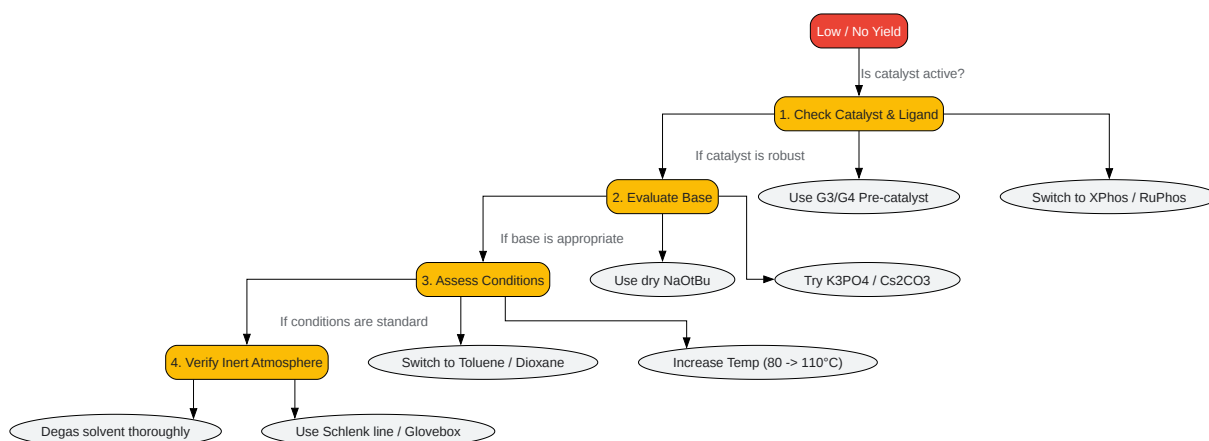 Low / No Yield
Is catalyst active?
1. Check Catalyst & Ligand
If catalyst is robust
2. Evaluate Base
Use G3/G4 Pre-catalyst
Switch to XPhos / RuPhos
If base is appropriate
3. Assess Conditions
Use dry NaOtBu
Try K3PO4 / Cs2CO3
If conditions are standard
4. Verify Inert Atmosphere
Switch to Toluene / Dioxane
Increase Temp (80 -> 110°C)
Degas solvent thoroughly
Use Schlenk line / Glovebox